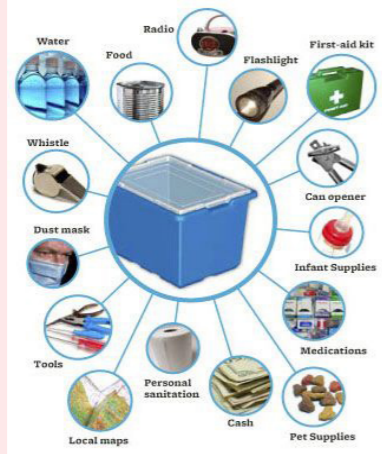 Radio
Water
Food
Flashlight
First-aid kit
Whistle
Can opener
Dust mask
Infant Supplies
Tools
Medications
Personal
sanitation
Local maps
Cash
Pet Supplies